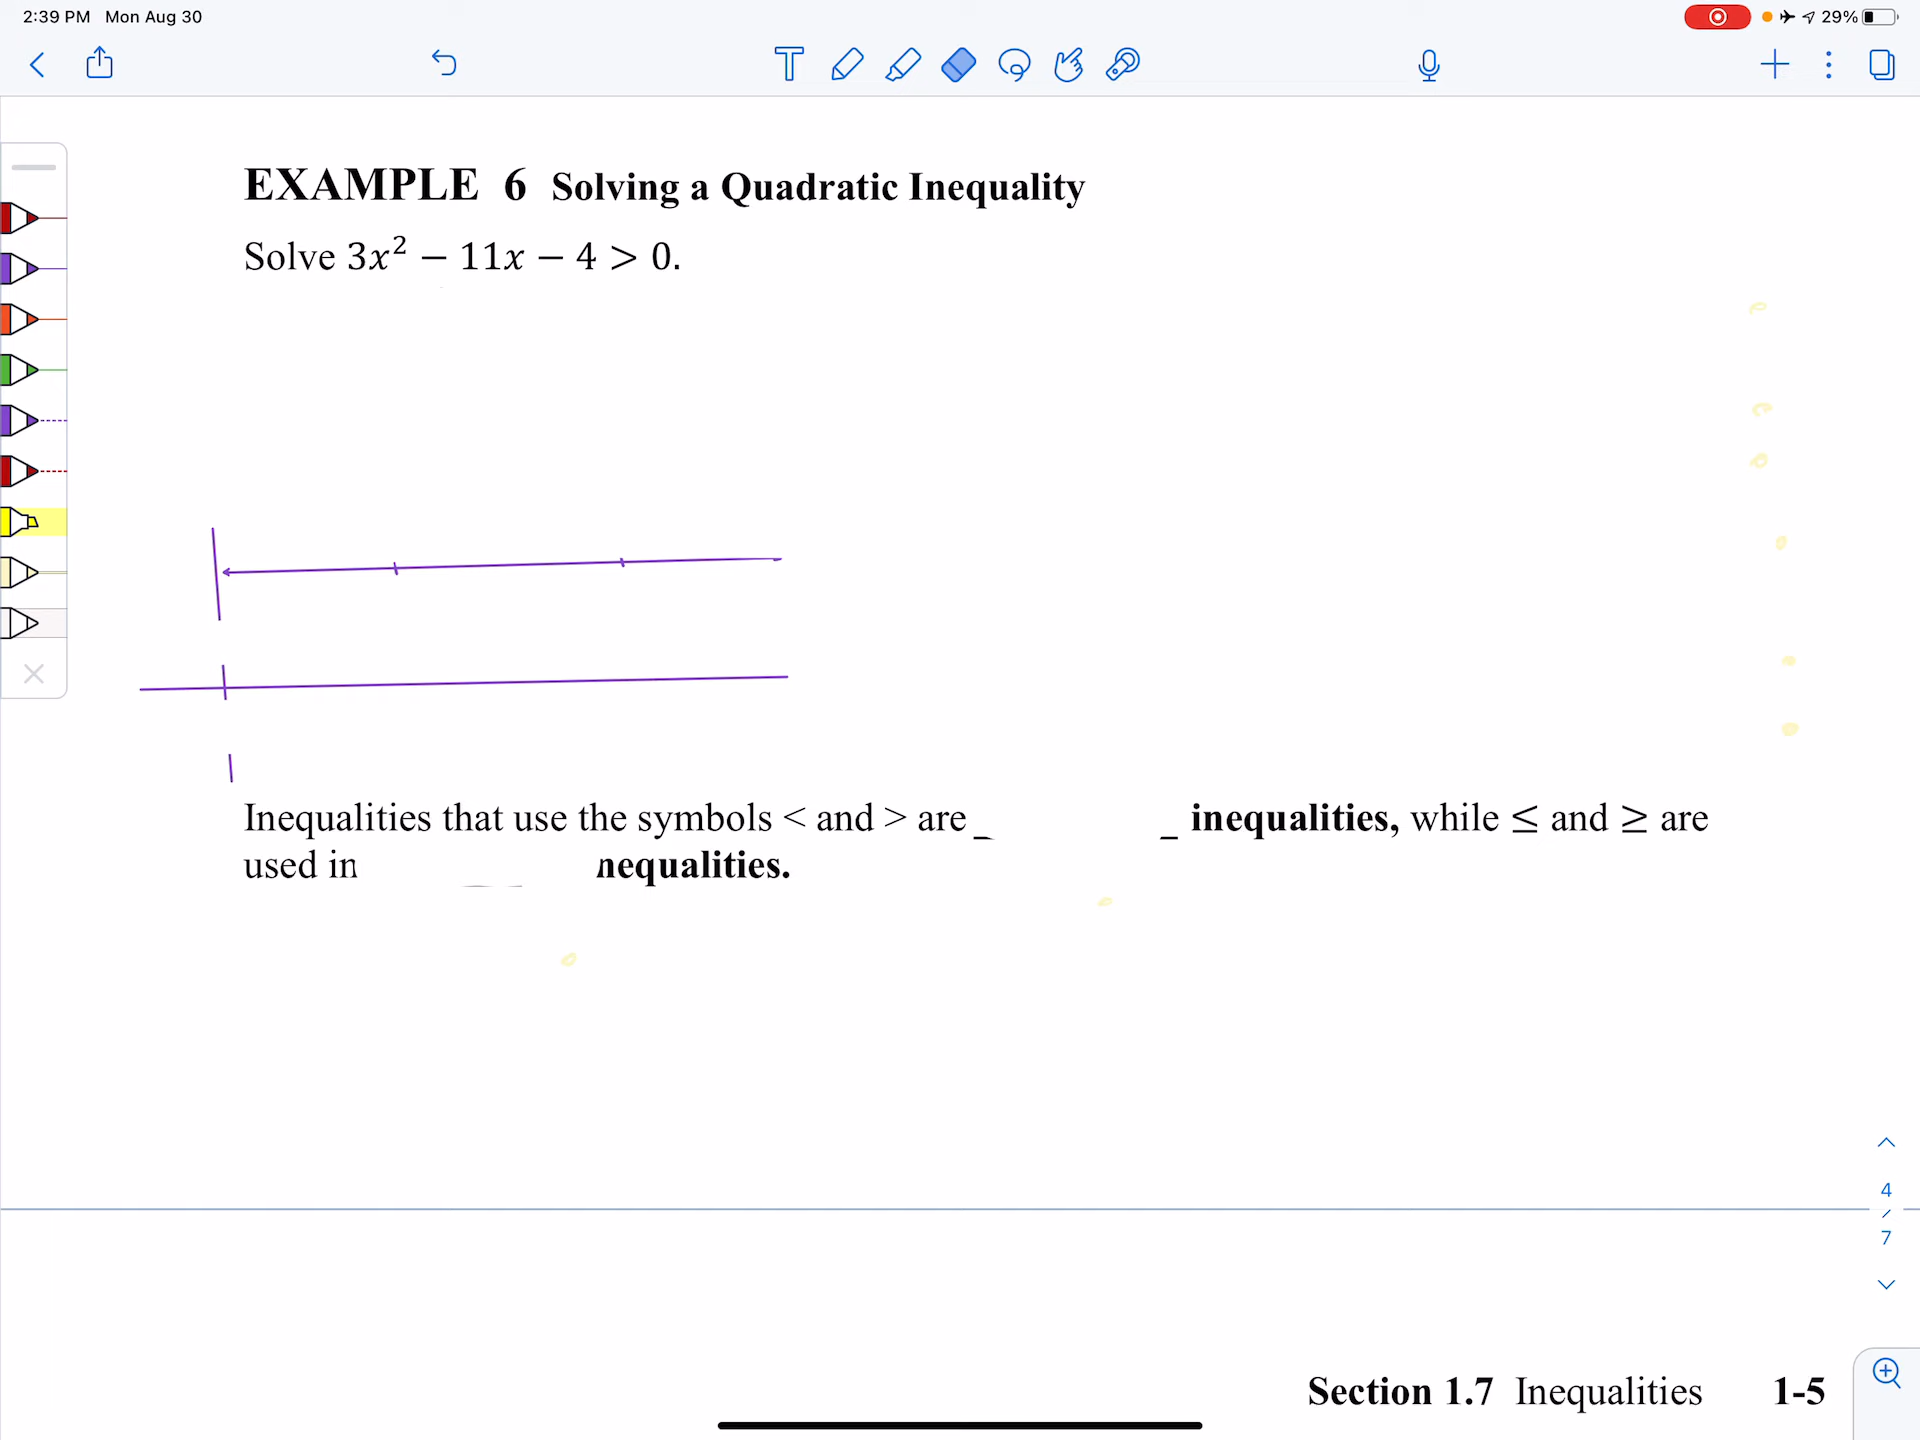 2:39 PM Mon Aug 30
29%
EXAMPLE 6 Solving a Quadratic Inequality
Solve 3x² − 11x − 4 > 0.
Inequalities that use the symbols < and > are _ _ inequalities, while ≤ and ≥ are
used in nequalities.
4
/
7
Section 1.7 Inequalities 1-5